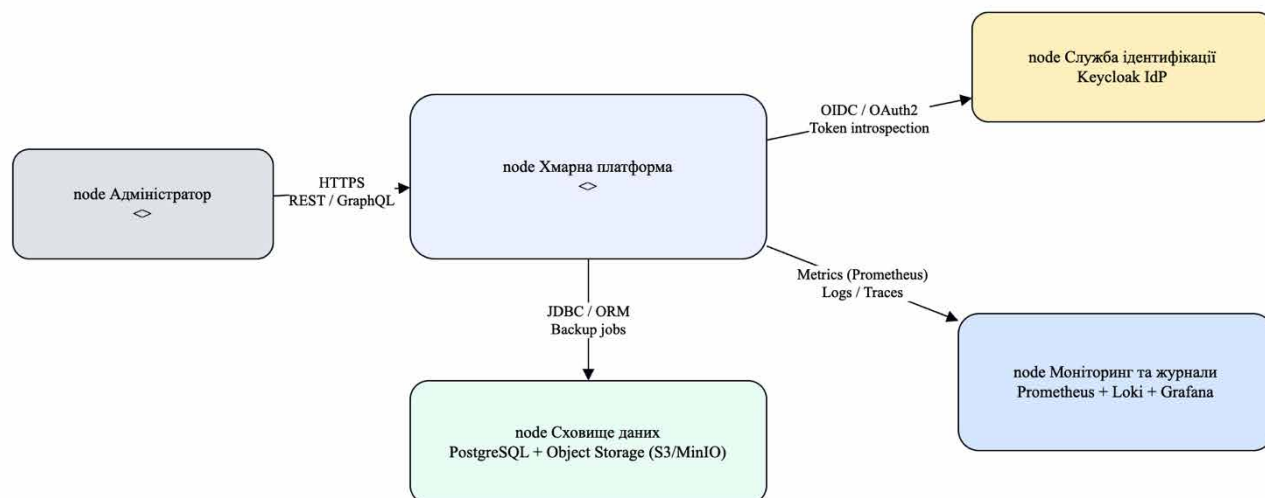 node Служба ідентифікації
Keycloak IdP
OIDC / OAuth2
Token introspection
node Хмарна платформа
<>
node Адміністратор
<>
HTTPS
REST / GraphQL
Metrics (Prometheus)
Logs / Traces
JDBC / ORM
Backup jobs
node Моніторинг та журнали
Prometheus + Loki + Grafana
node Сховище даних
PostgreSQL + Object Storage (S3/MinIO)